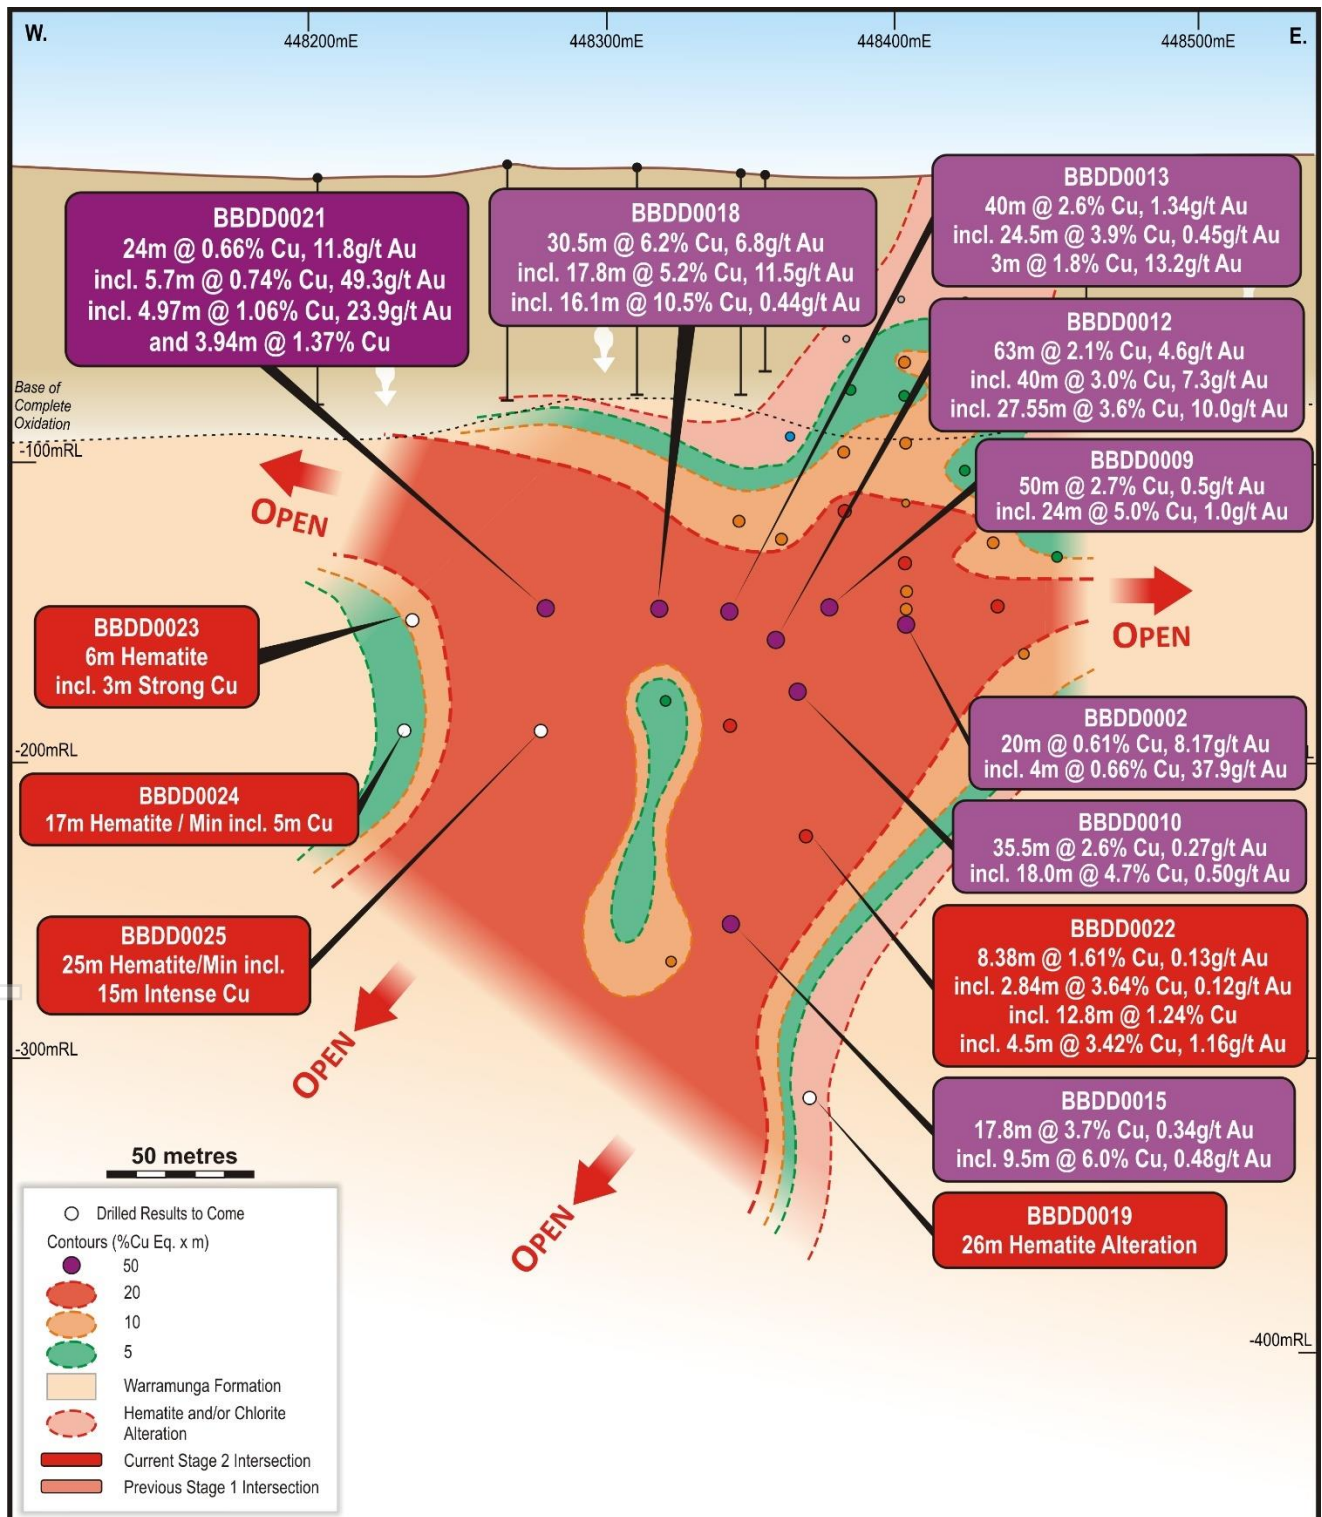 W.
448200mE
448300mE
448400mE
448500mE
E.
BBDD0021
24m @ 0.66% Cu, 11.8g/t Au
incl. 5.7m @ 0.74% Cu, 49.3g/t Au
incl. 4.97m @ 1.06% Cu, 23.9g/t Au
and 3.94m @ 1.37% Cu
BBDD0018
30.5m @ 6.2% Cu, 6.8g/t Au
incl. 17.8m @ 5.2% Cu, 11.5g/t Au
incl. 16.1m @ 10.5% Cu, 0.44g/t Au
BBDD0013
40m @ 2.6% Cu, 1.34g/t Au
incl. 24.5m @ 3.9% Cu, 0.45g/t Au
3m @ 1.8% Cu, 13.2g/t Au
BBDD0012
63m @ 2.1% Cu, 4.6g/t Au
incl. 40m @ 3.0% Cu, 7.3g/t Au
incl. 27.55m @ 3.6% Cu, 10.0g/t Au
Base of
Complete
Oxidation
-100mRL
BBDD0009
50m @ 2.7% Cu, 0.5g/t Au
incl. 24m @ 5.0% Cu, 1.0g/t Au
OPEN
OPEN
BBDD0023
6m Hematite
incl. 3m Strong Cu
BBDD0002
20m @ 0.61% Cu, 8.17g/t Au
incl. 4m @ 0.66% Cu, 37.9g/t Au
-200mRL
L
BBDD0024
17m Hematite / Min incl. 5m Cu
BBDD0010
35.5m @ 2.6% Cu, 0.27g/t Au
incl. 18.0m @ 4.7% Cu, 0.50g/t Au
BBDD0025
25m Hematite/Min incl.
15m Intense Cu
BBDD0022
8.38m @ 1.61% Cu, 0.13g/t Au
incl. 2.84m @ 3.64% Cu, 0.12g/t Au
incl. 12.8m @ 1.24% Cu
incl. 4.5m @ 3.42% Cu, 1.16g/t Au
-300mRL
OPEN
BBDD0015
17.8m @ 3.7% Cu, 0.34g/t Au
incl. 9.5m @ 6.0% Cu, 0.48g/t Au
OPEN
BBDD0019
26m Hematite Alteration
-400mRL
50 metres
Drilled Results to Come
Contours (%Cu Eq. x m)
50
20
10
5
Warramunga Formation
Hematite and/or Chlorite
Alteration
Current Stage 2 Intersection
Previous Stage 1 Intersection